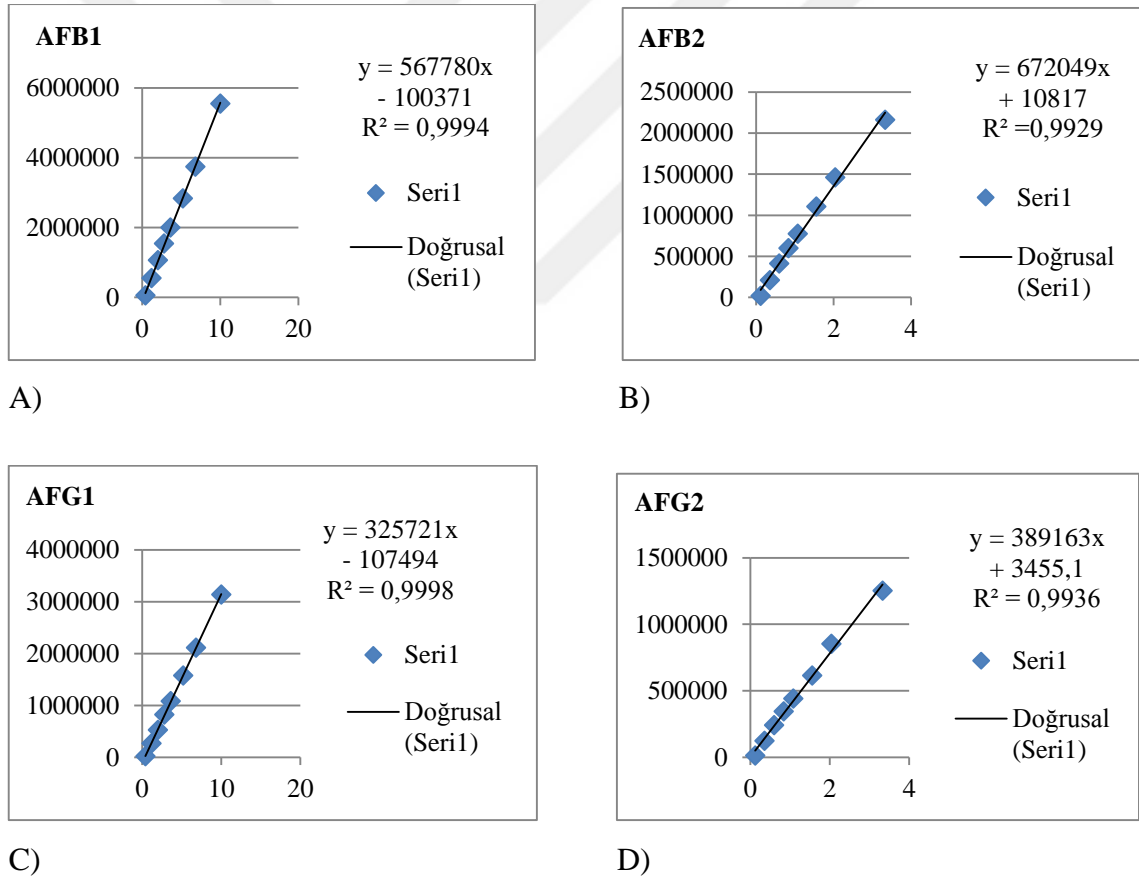 AFB1
y = 567780x
- 100371
R² = 0,9994
6000000
4000000
2000000
0
0 10 20
Seri1
Doğrusal
(Seri1)
A)
AFB2
y = 672049x
+ 10817
R² =0,9929
2500000
2000000
1500000
1000000
500000
0
0 2 4
Seri1
Doğrusal
(Seri1)
B)
AFG1
y = 325721x
- 107494
R² = 0,9998
4000000
3000000
2000000
1000000
0
0 10 20
Seri1
Doğrusal
(Seri1)
C)
AFG2
y = 389163x
+ 3455,1
R² = 0,9936
1500000
1000000
500000
0
0 2 4
Seri1
Doğrusal
(Seri1)
D)